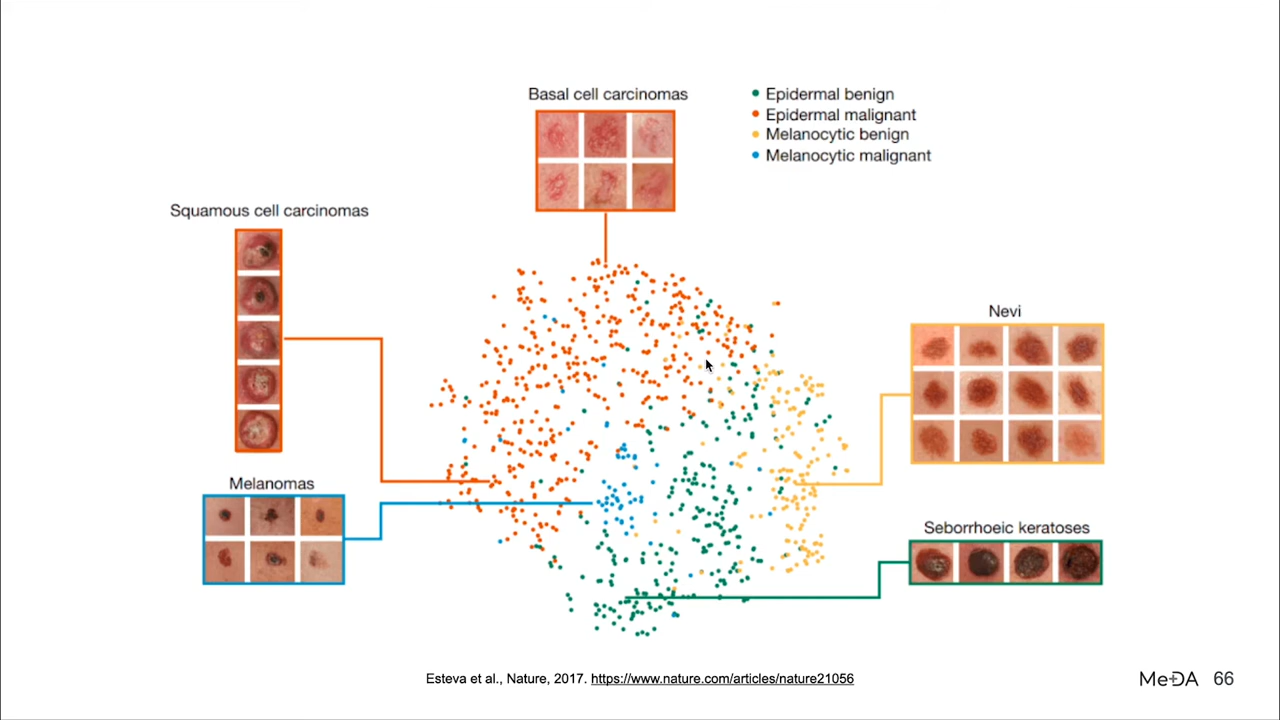 Basal cell carcinomas
Epidermal benign
Epidermal malignant
Melanocytic benign
Melanocytic malignant
Squamous cell carcinomas
Nevi
Melanomas
Seborrhoeic keratoses
Esteva et al., Nature, 2017. https://www.nature.com/articles/nature21056
MeDA 66